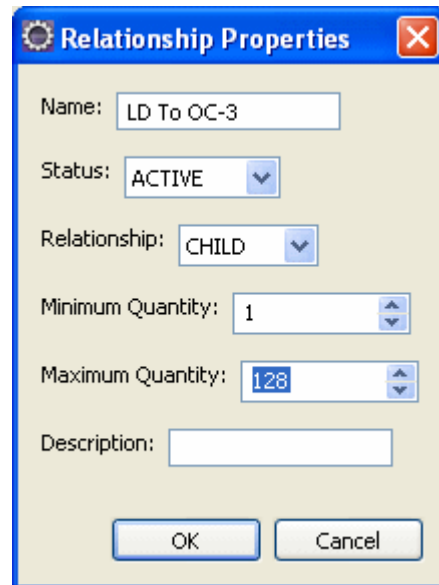 Relationship Properties
Name: LD To OC-3
Status: ACTIVE
Relationship: CHILD
Minimum Quantity: 1
Maximum Quantity: 128
Description:
OK Cancel